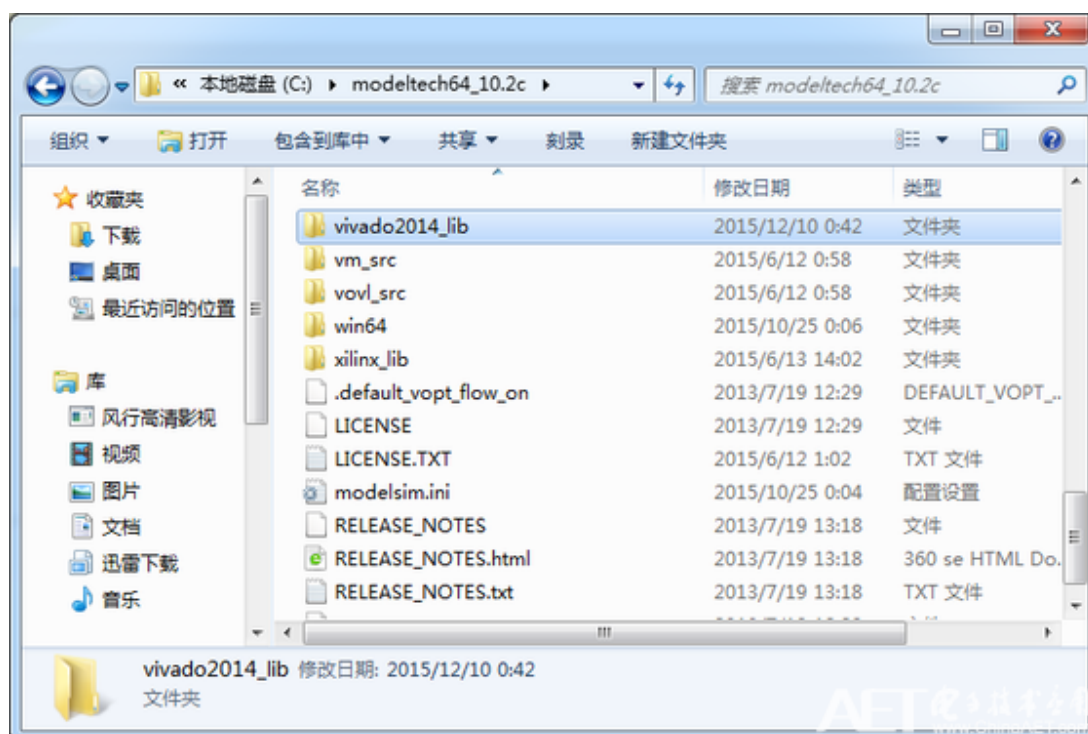 « 本地磁盘 (C:) ▸ modeltech64_10.2c ▸ 搜索 modeltech64_10.2c
组织 打开 包含到库中 共享 刻录 新建文件夹
收藏夹
下载
桌面
最近访问的位置
库
风行高清影视
视频
图片
文档
迅雷下载
音乐
名称 修改日期 类型
vivado2014_lib 2015/12/10 0:42 文件夹
vm_src 2015/6/12 0:58 文件夹
vovl_src 2015/6/12 0:58 文件夹
win64 2015/10/25 0:06 文件夹
xilinx_lib 2015/6/13 14:02 文件夹
.default_vopt_flow_on 2013/7/19 12:29 DEFAULT_VOPT_...
LICENSE 2013/7/19 12:29 文件
LICENSE.TXT 2015/6/12 1:02 TXT 文件
modelsim.ini 2015/10/25 0:04 配置设置
RELEASE_NOTES 2013/7/19 13:18 文件
RELEASE_NOTES.html 2013/7/19 13:18 360 se HTML Do.
RELEASE_NOTES.txt 2013/7/19 13:18 TXT 文件
vivado2014_lib 修改日期: 2015/12/10 0:42
文件夹
AET
www.ChinaAET.com